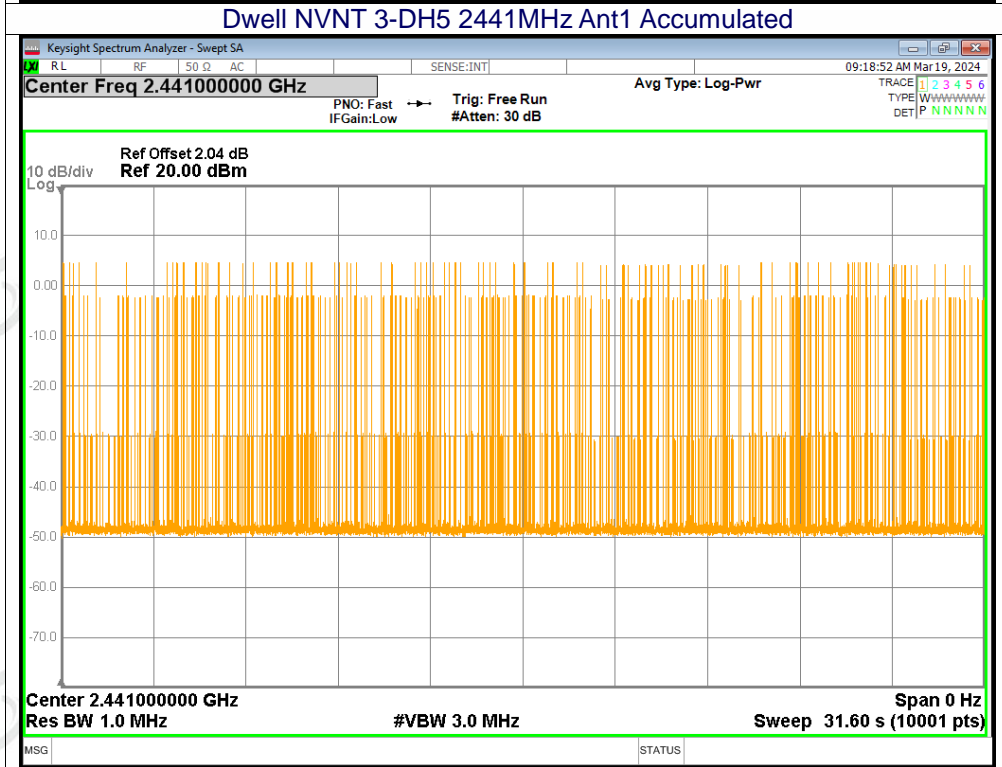 Dwell NVNT 3-DH5 2441MHz Ant1 Accumulated
Keysight Spectrum Analyzer - Swept SA
LXI RL RF 50 Ω AC SENSE:INT 09:18:52 AM Mar 19, 2024
Center Freq 2.441000000 GHz Avg Type: Log-Pwr TRACE 1 2 3 4 5 6
PNO: Fast Trig: Free Run TYPE WWWWWWW
IFGain:Low #Atten: 30 dB DET P N N N N N
Ref Offset 2.04 dB
10 dB/div Ref 20.00 dBm
Log
10.0
0.00
-10.0
-20.0
-30.0
-40.0
-50.0
-60.0
-70.0
Center 2.441000000 GHz Span 0 Hz
Res BW 1.0 MHz #VBW 3.0 MHz Sweep 31.60 s (10001 pts)
MSG STATUS